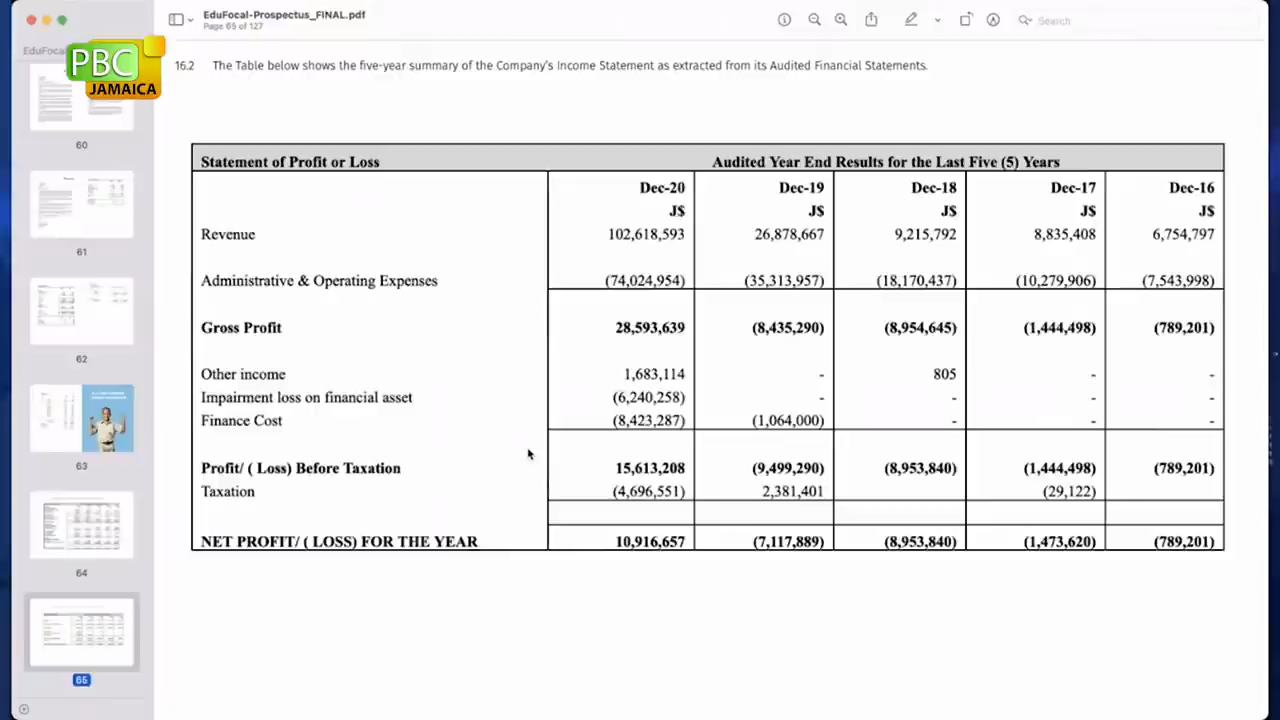 EduFocal-Prospectus_FINAL.pdf
Page 65 of 127
Search
EduFocal-
PBC
JAMAICA
60
61
62
63
64
65
16.2 The Table below shows the five-year summary of the Company's Income Statement as extracted from its Audited Financial Statements.
Statement of Profit or Loss Audited Year End Results for the Last Five (5) Years
Dec-20 Dec-19 Dec-18 Dec-17 Dec-16
J$ J$ J$ J$ J$
Revenue 102,618,593 26,878,667 9,215,792 8,835,408 6,754,797
Administrative & Operating Expenses (74,024,954) (35,313,957) (18,170,437) (10,279,906) (7,543,998)
Gross Profit 28,593,639 (8,435,290) (8,954,645) (1,444,498) (789,201)
Other income 1,683,114 - 805 - -
Impairment loss on financial asset (6,240,258) - - - -
Finance Cost (8,423,287) (1,064,000) - - -
Profit/ ( Loss) Before Taxation 15,613,208 (9,499,290) (8,953,840) (1,444,498) (789,201)
Taxation (4,696,551) 2,381,401 (29,122)
NET PROFIT/ ( LOSS) FOR THE YEAR 10,916,657 (7,117,889) (8,953,840) (1,473,620) (789,201)